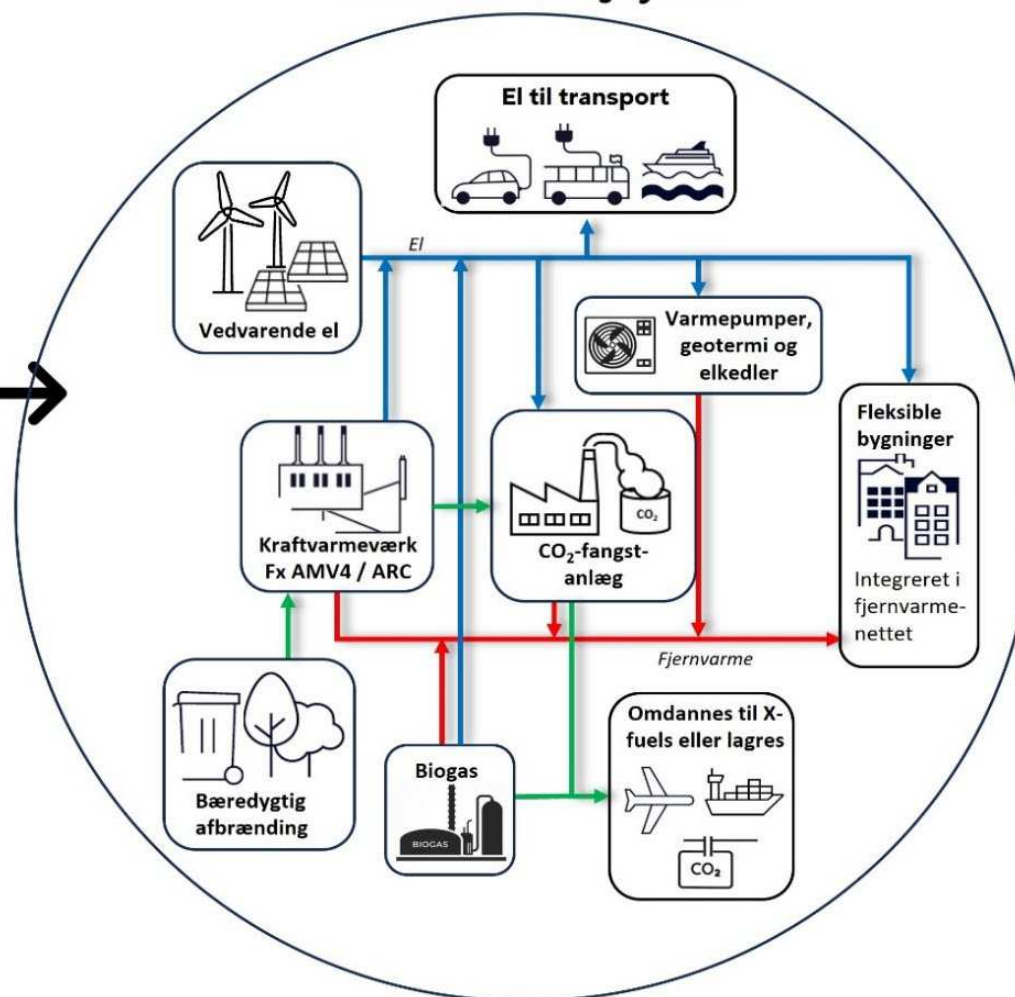 El til transport
El
Vedvarende el
Varmepumper,
geotermi og
elkedler
Fleksible
bygninger
Integreret i
fjernvarme-
nettet
Kraftvarmeværk
Fx AMV4 / ARC
CO₂
CO₂-fangst-
anlæg
Fjernvarme
Bæredygtig
afbrænding
Biogas
BIOGAS
Omdannes til X-
fuels eller lagres
CO₂